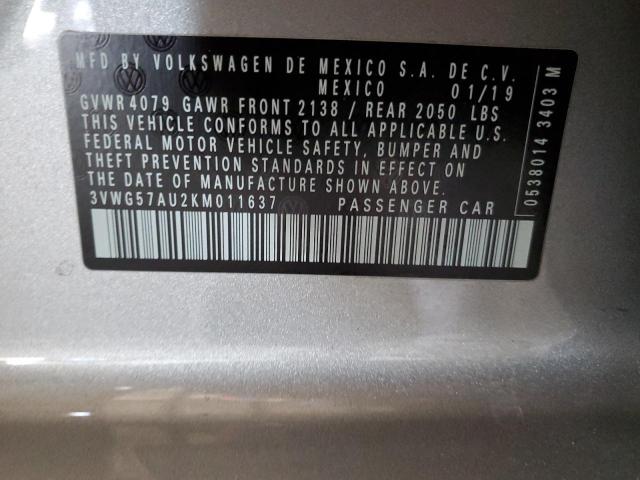 MFD BY VOLKSWAGEN DE MEXICO S.A. DE C.V.
MEXICO 01/19
GVWR 4079 GAWR FRONT 2138 / REAR 2050 LBS
THIS VEHICLE CONFORMS TO ALL APPLICABLE U.S.
FEDERAL MOTOR VEHICLE SAFETY, BUMPER AND
THEFT PREVENTION STANDARDS IN EFFECT ON
THE DATE OF MANUFACTURE SHOWN ABOVE.
3VWG57AU2KM011637 PASSENGER CAR
0538014 3403 M